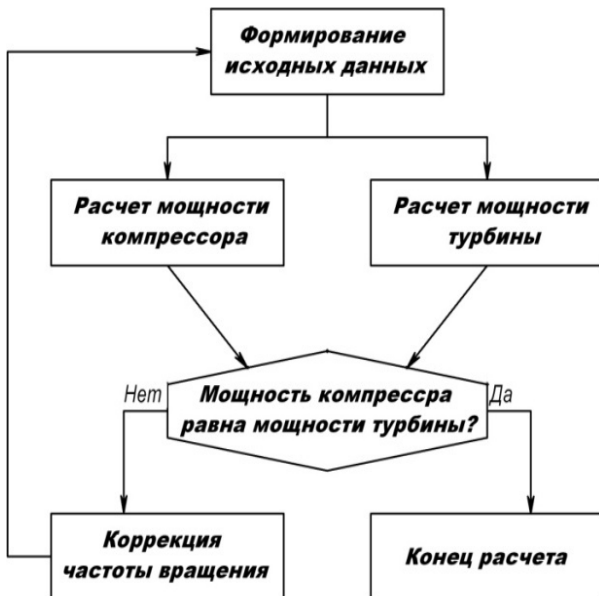 Формирование
исходных данных
Расчет мощности
компрессора
Расчет мощности
турбины
Мощность компрессра
равна мощности турбины?
Нет
Да
Коррекция
частоты вращения
Конец расчета